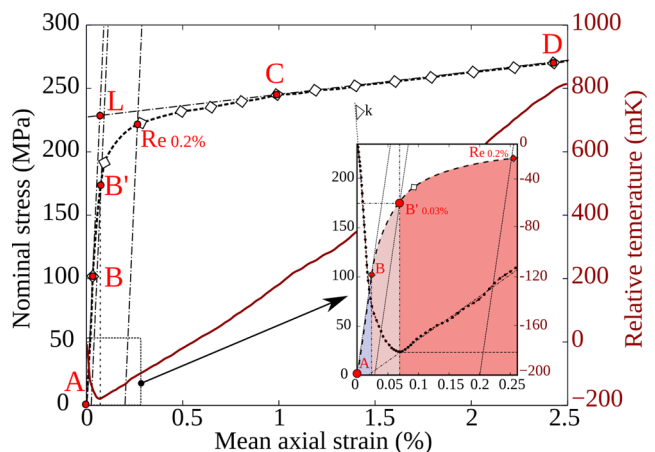 300
250
200
150
100
50
0
Nominal stress (MPa)
1000
800
600
400
200
0
−200
Relative temerature (mK)
0
0.5
1
1.5
2
2.5
Mean axial strain (%)
A
B
B'
L
Re 0.2%
C
D
k
200
150
100
50
0
0
-40
-60
-80
-120
-160
-200
0
0.05
0.1
0.15
0.2
0.25
Re 0.2%
B' 0.03%
B
A